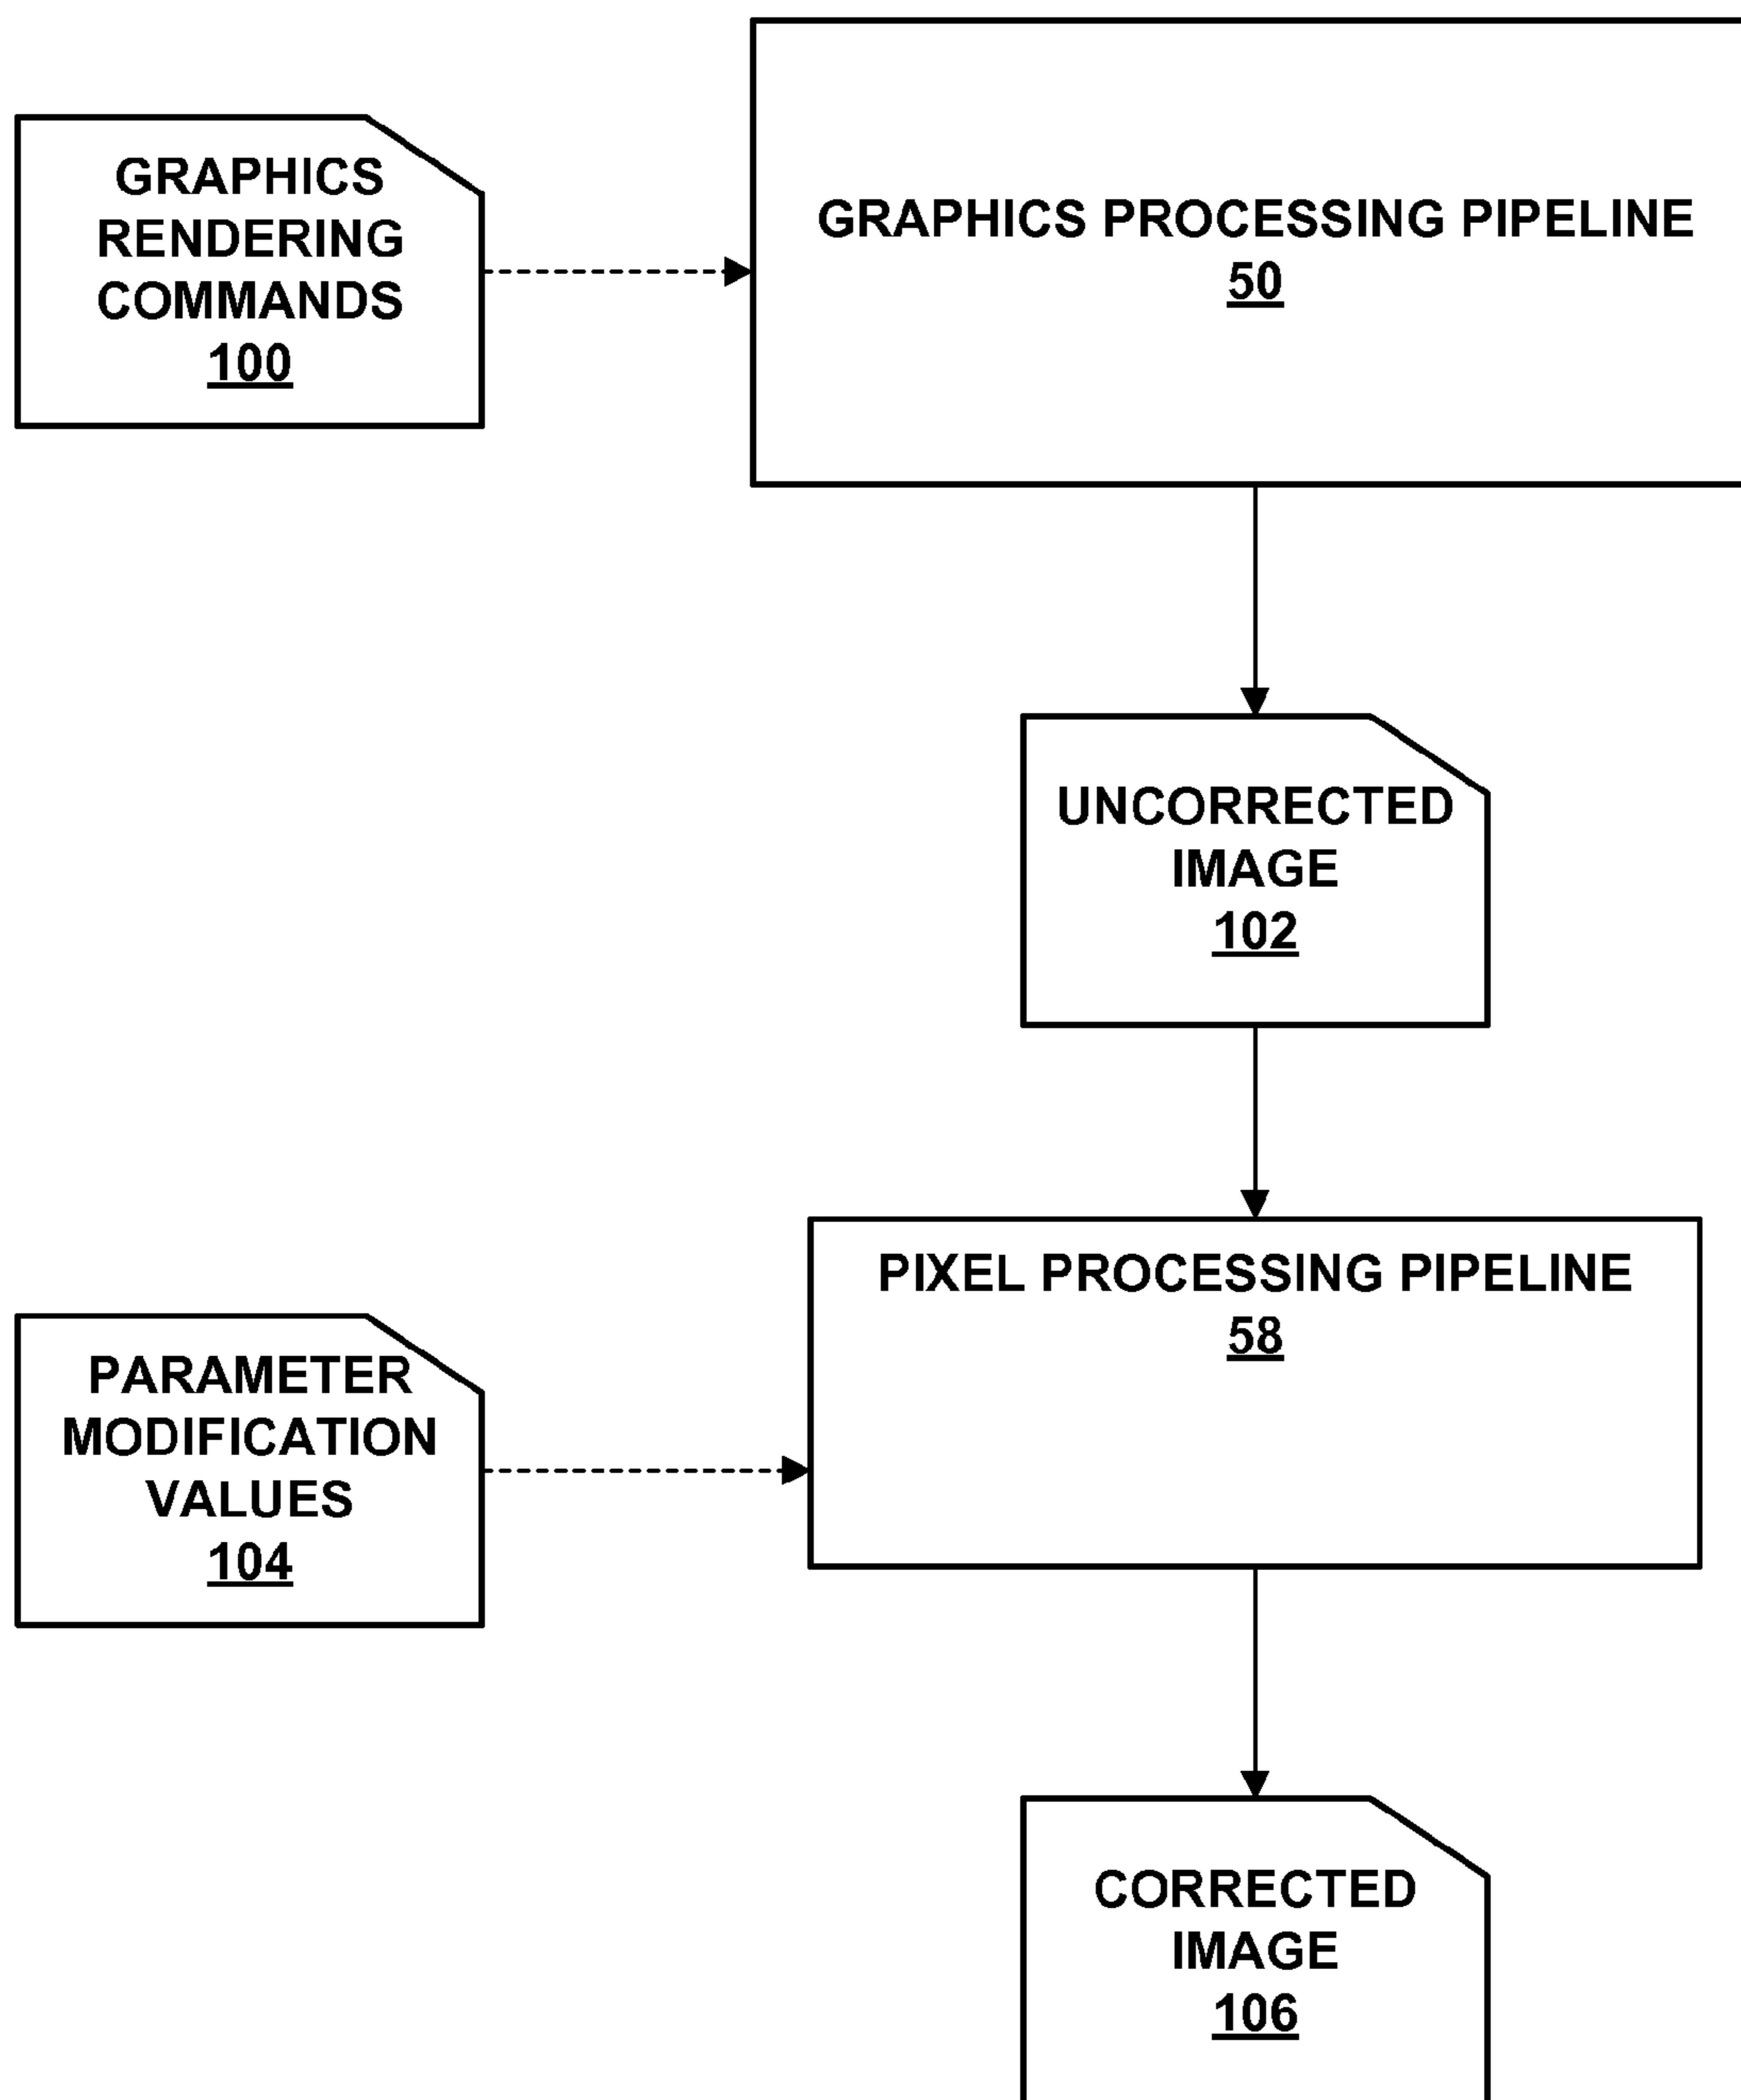 GRAPHICS
RENDERING
COMMANDS
100
GRAPHICS PROCESSING PIPELINE
50
UNCORRECTED
IMAGE
102
PIXEL PROCESSING PIPELINE
58
PARAMETER
MODIFICATION
VALUES
104
CORRECTED
IMAGE
106